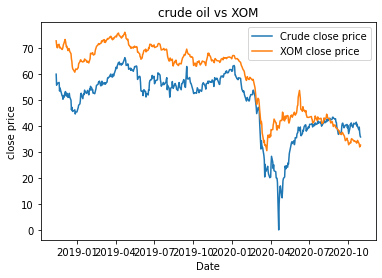 crude oil vs XOM
Crude close price
XOM close price
close price
70
60
50
40
30
20
10
0
2019-01 2019-04 2019-07 2019-10 2020-01 2020-04 2020-07 2020-10
Date